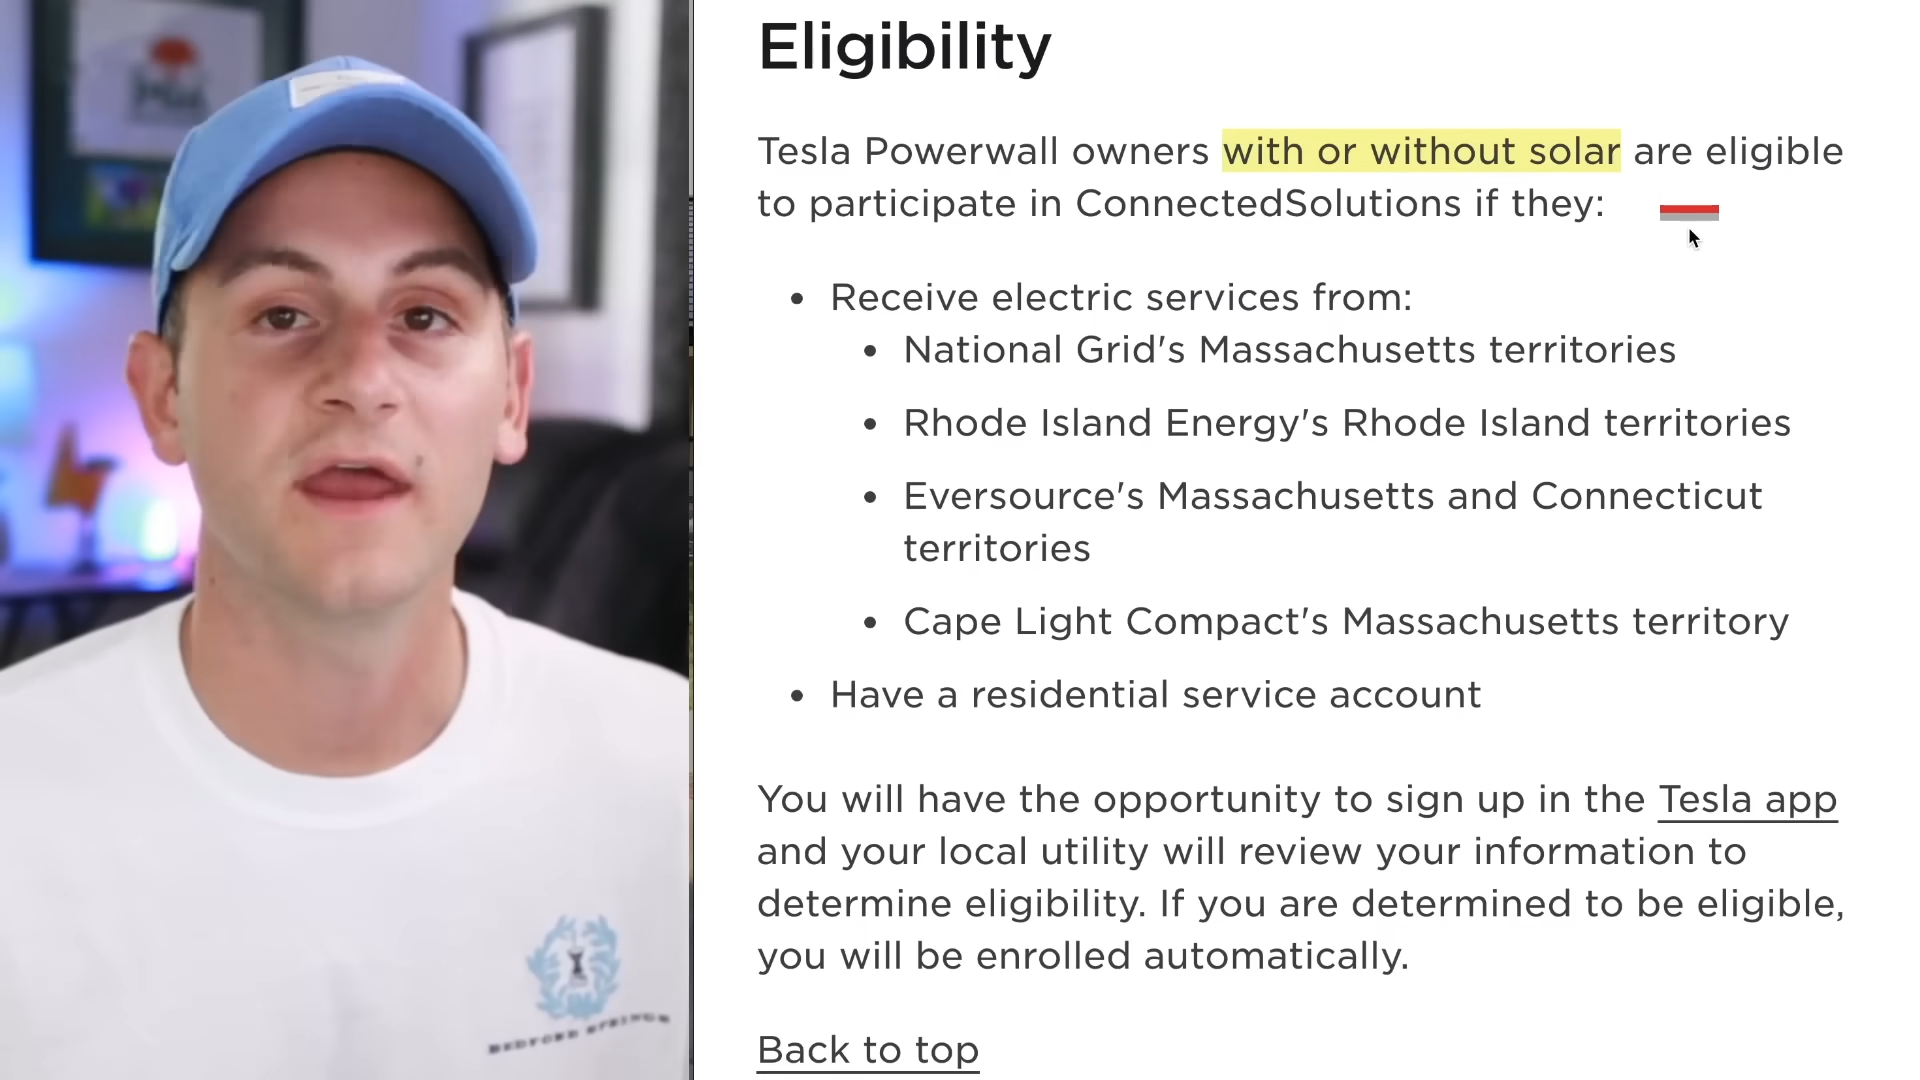 Eligibility
Tesla Powerwall owners with or without solar are eligible
to participate in ConnectedSolutions if they:
• Receive electric services from:
• National Grid's Massachusetts territories
• Rhode Island Energy's Rhode Island territories
• Eversource's Massachusetts and Connecticut
territories
• Cape Light Compact's Massachusetts territory
• Have a residential service account
You will have the opportunity to sign up in the Tesla app
and your local utility will review your information to
determine eligibility. If you are determined to be eligible,
you will be enrolled automatically.
Back to top
BEDFORD SPRINGS